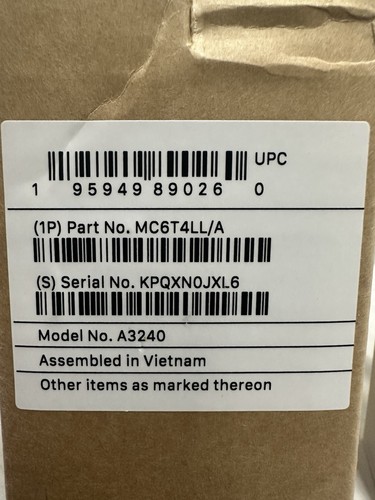 UPC
1 95949 89026 0
(1P) Part No. MC6T4LL/A
(S) Serial No. KPQXN0JXL6
Model No. A3240
Assembled in Vietnam
Other items as marked thereon